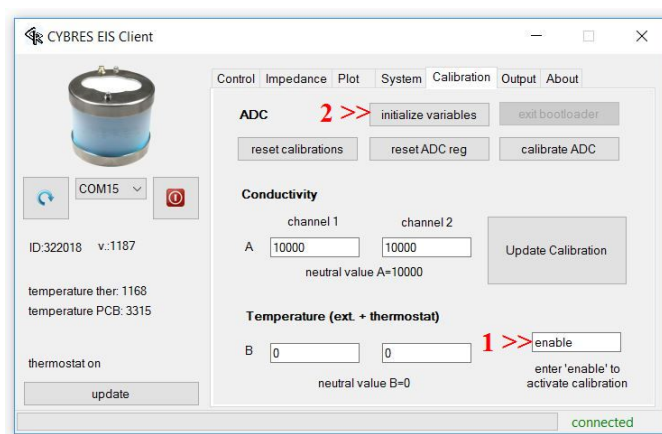 CYBRES EIS Client
Control Impedance Plot System Calibration Output About
ADC 2 >> initialize variables exit bootloader
reset calibrations reset ADC reg calibrate ADC
COM15
Conductivity
channel 1 channel 2
ID:322018 v.:1187
A 10000 10000 Update Calibration
neutral value A=10000
temperature ther: 1168
temperature PCB: 3315
Temperature (ext. + thermostat)
1 >> enable
B 0 0
thermostat on
enter 'enable' to
neutral value B=0 activate calibration
update
connected